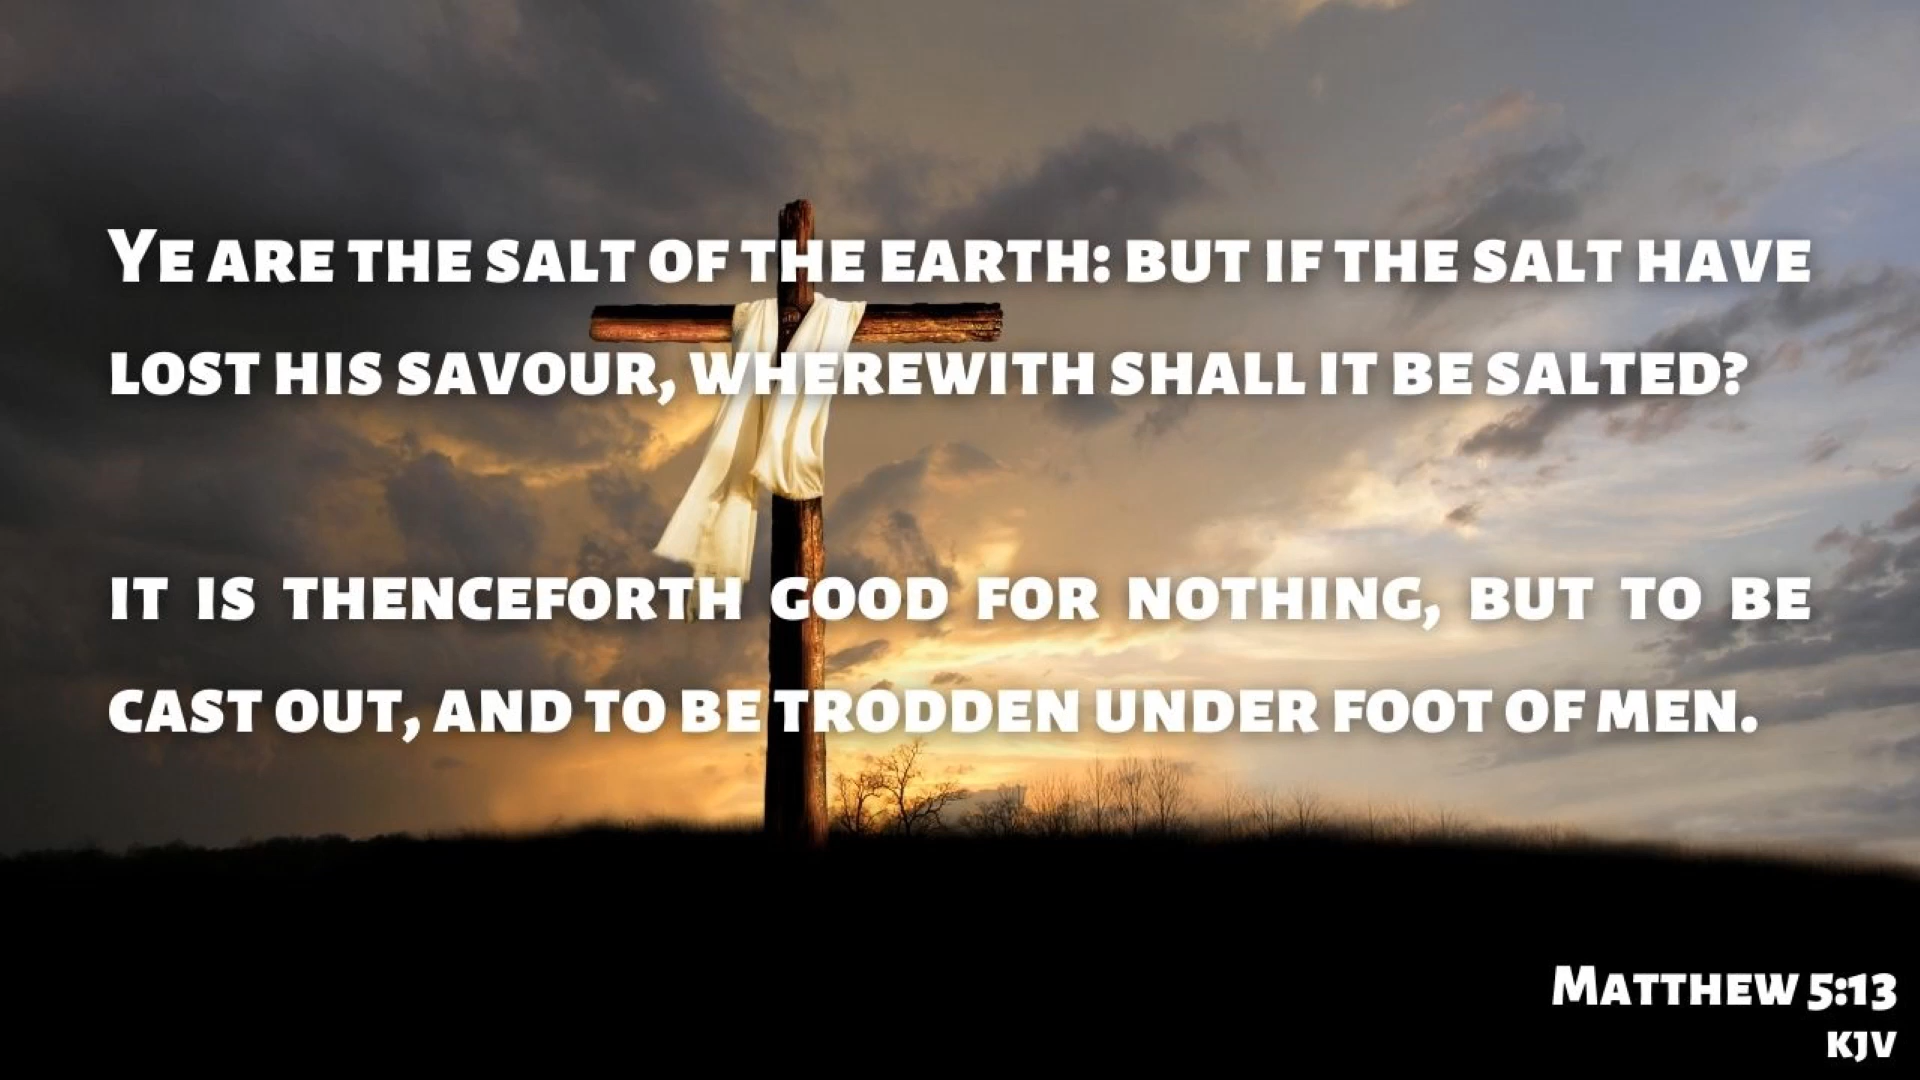 Ye are the salt of the earth: but if the salt have
lost his savour, wherewith shall it be salted?
it is thenceforth good for nothing, but to be
cast out, and to be trodden under foot of men.
Matthew 5:13
KJV